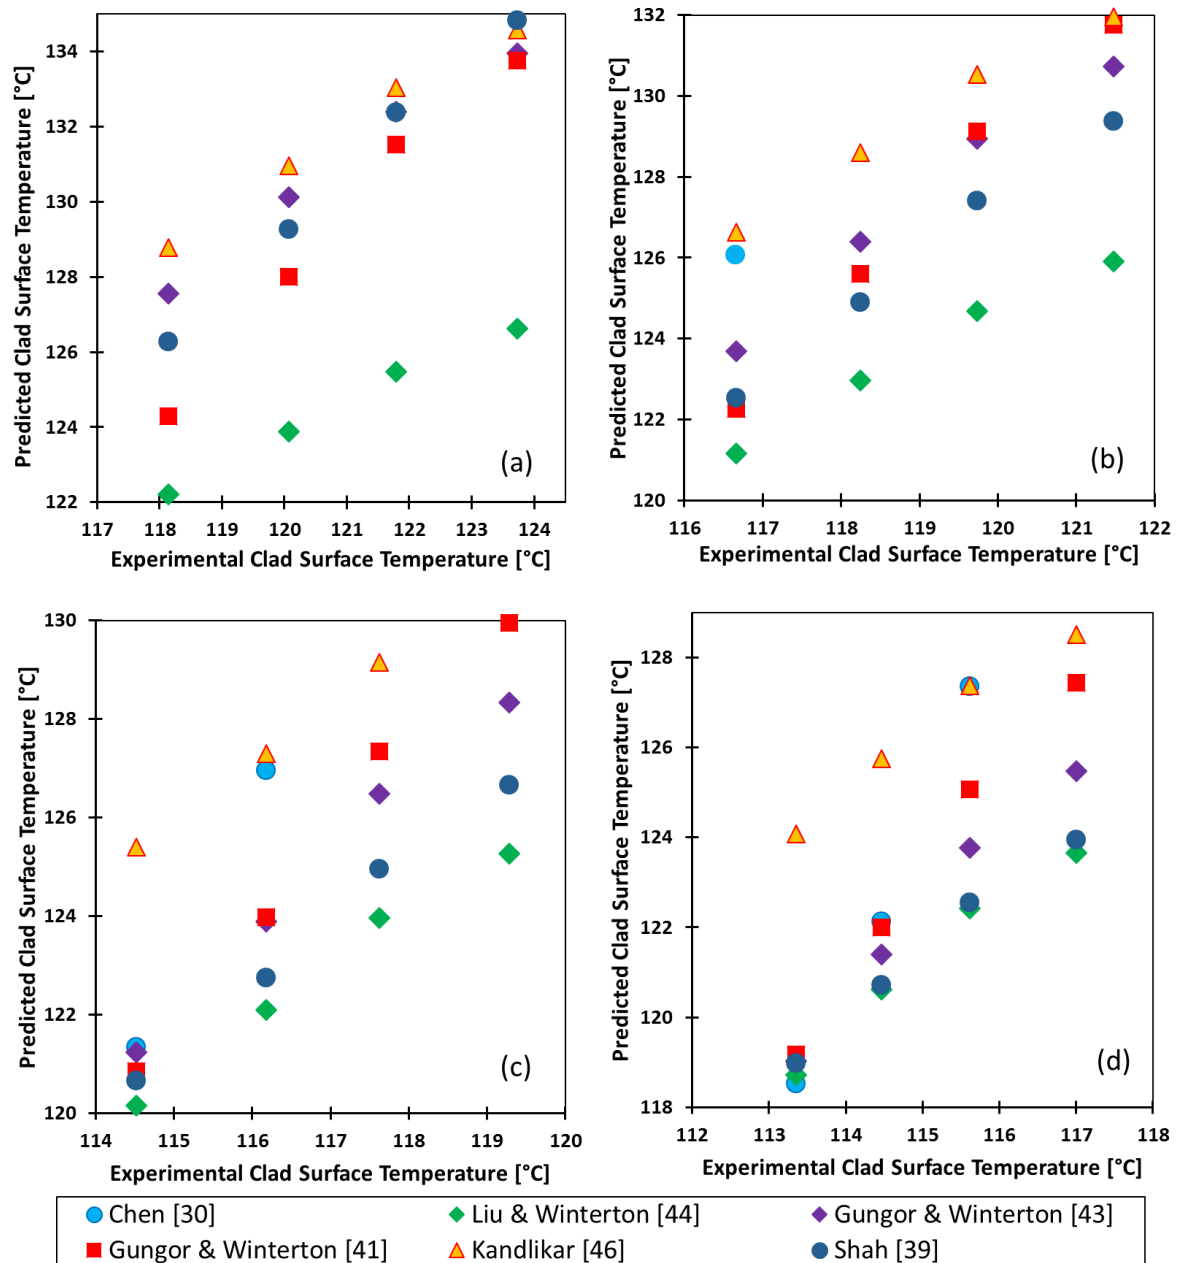 Predicted Clad Surface Temperature [°C]
134
132
130
128
126
124
122
117 118 119 120 121 122 123 124
Experimental Clad Surface Temperature [°C]
(a)
Predicted Clad Surface Temperature [°C]
132
130
128
126
124
122
120
116 117 118 119 120 121 122
Experimental Clad Surface Temperature [°C]
(b)
Predicted Clad Surface Temperature [°C]
130
128
126
124
122
120
114 115 116 117 118 119 120
Experimental Clad Surface Temperature [°C]
(c)
Predicted Clad Surface Temperature [°C]
128
126
124
122
120
118
112 113 114 115 116 117 118
Experimental Clad Surface Temperature [°C]
(d)
Chen [30] Liu & Winterton [44] Gungor & Winterton [43]
Gungor & Winterton [41] Kandlikar [46] Shah [39]